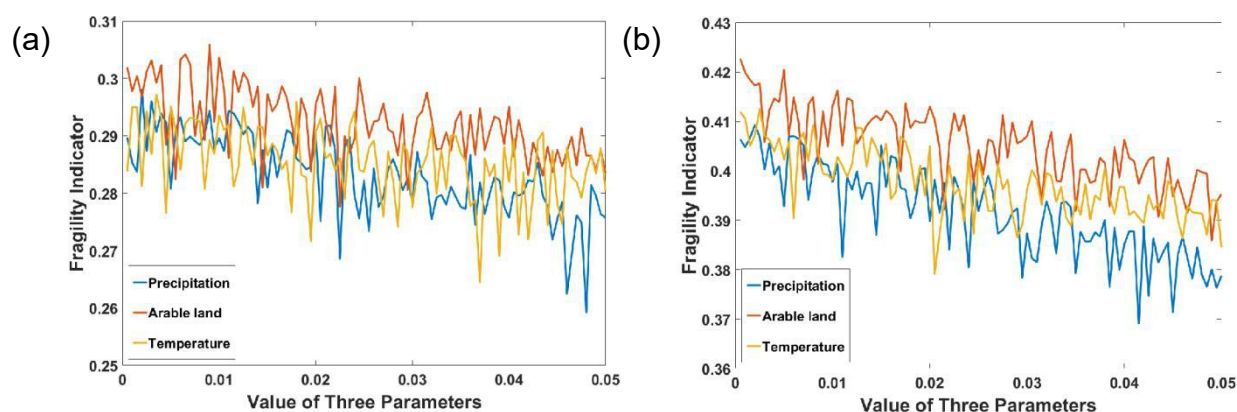 (a)
0.31
0.3
0.29
0.28
0.27
0.26
0.25
Fragility Indicator
Precipitation
Arable land
Temperature
0
0.01
0.02
0.03
0.04
0.05
Value of Three Parameters
(b)
0.43
0.42
0.41
0.4
0.39
0.38
0.37
0.36
Fragility Indicator
Precipitation
Arable land
Temperature
0
0.01
0.02
0.03
0.04
0.05
Value of Three Parameters